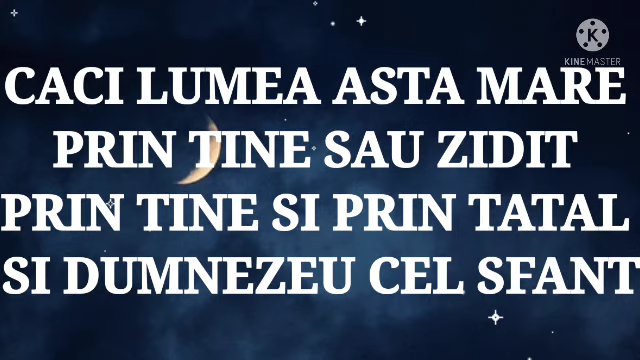 KINEMASTER
CACI LUMEA ASTA MARE
PRIN TINE SAU ZIDIT
PRIN TINE SI PRIN TATAL
SI DUMNEZEU CEL SFANT